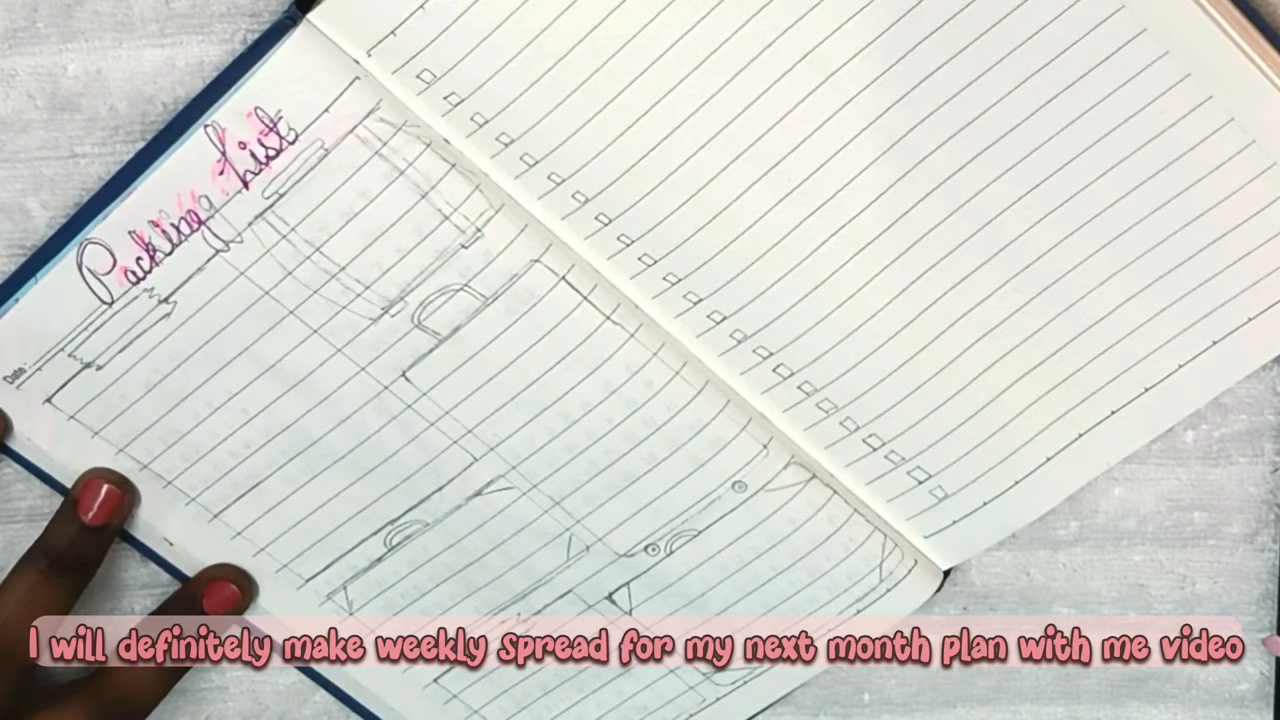 Packing List
Date:
I will definitely make weekly spread for my next month plan with me video